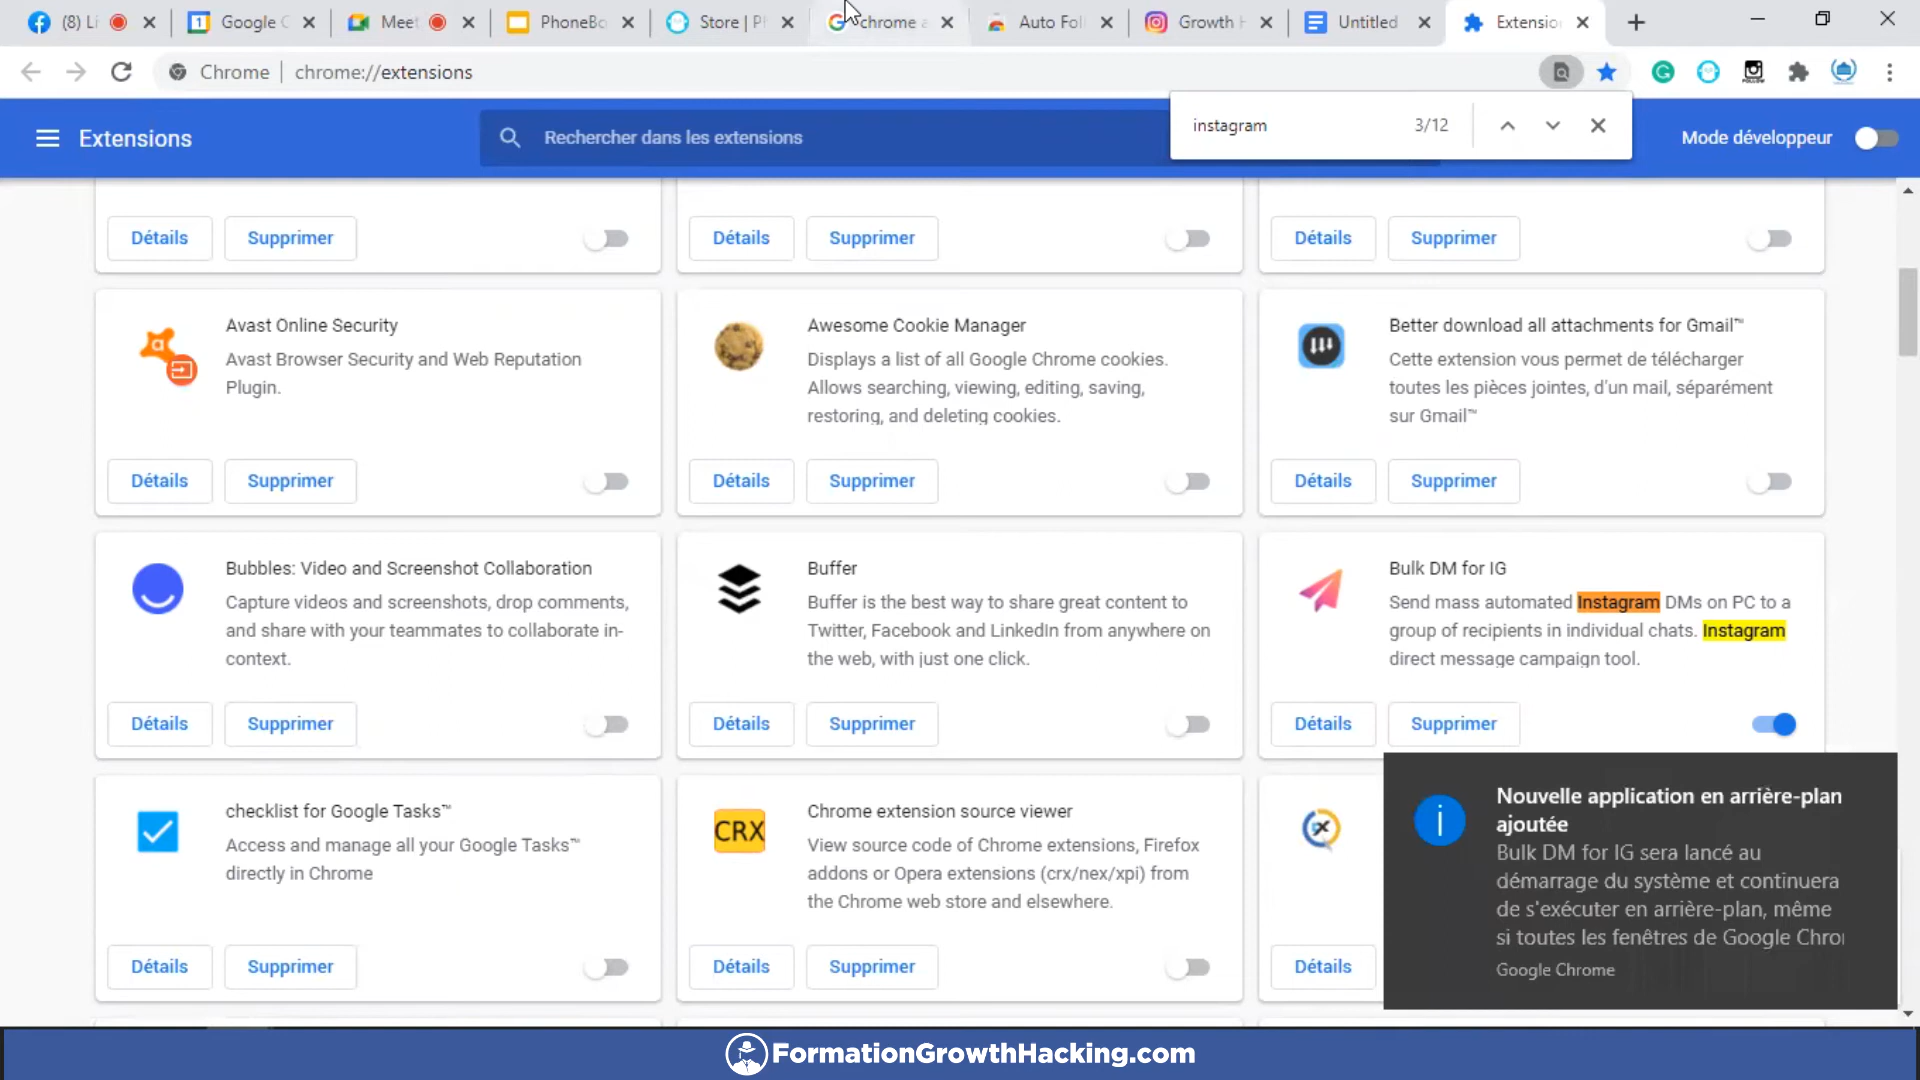 (8) Li
Google C
Meet
PhoneBo
Store | P
chrome a
Auto Foll
Growth H
Untitled
Extensio
Chrome
chrome://extensions
instagram
3/12
Extensions
Rechercher dans les extensions
Mode développeur
Détails
Supprimer
Détails
Supprimer
Détails
Supprimer
Avast Online Security
Avast Browser Security and Web Reputation
Plugin.
Détails
Supprimer
Awesome Cookie Manager
Displays a list of all Google Chrome cookies.
Allows searching, viewing, editing, saving,
restoring, and deleting cookies.
Détails
Supprimer
Better download all attachments for Gmail™
Cette extension vous permet de télécharger
toutes les pièces jointes, d'un mail, séparément
sur Gmail™
Détails
Supprimer
Bubbles: Video and Screenshot Collaboration
Capture videos and screenshots, drop comments,
and share with your teammates to collaborate in-
context.
Détails
Supprimer
Buffer
Buffer is the best way to share great content to
Twitter, Facebook and LinkedIn from anywhere on
the web, with just one click.
Détails
Supprimer
Bulk DM for IG
Send mass automated Instagram DMs on PC to a
group of recipients in individual chats. Instagram
direct message campaign tool.
Détails
Supprimer
checklist for Google Tasks™
Access and manage all your Google Tasks™
directly in Chrome
Détails
Supprimer
CRX
Chrome extension source viewer
View source code of Chrome extensions, Firefox
addons or Opera extensions (crx/nex/xpi) from
the Chrome web store and elsewhere.
Détails
Supprimer
Détails
Nouvelle application en arrière-plan
ajoutée
Bulk DM for IG sera lancé au
démarrage du système et continuera
de s'exécuter en arrière-plan, même
si toutes les fenêtres de Google Chro
Google Chrome
FormationGrowthHacking.com